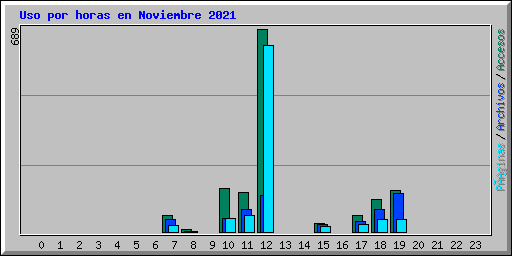 Uso por horas en Noviembre 2021
689
PÃginas / Archivos / Accesos
0 1 2 3 4 5 6 7 8 9 10 11 12 13 14 15 16 17 18 19 20 21 22 23